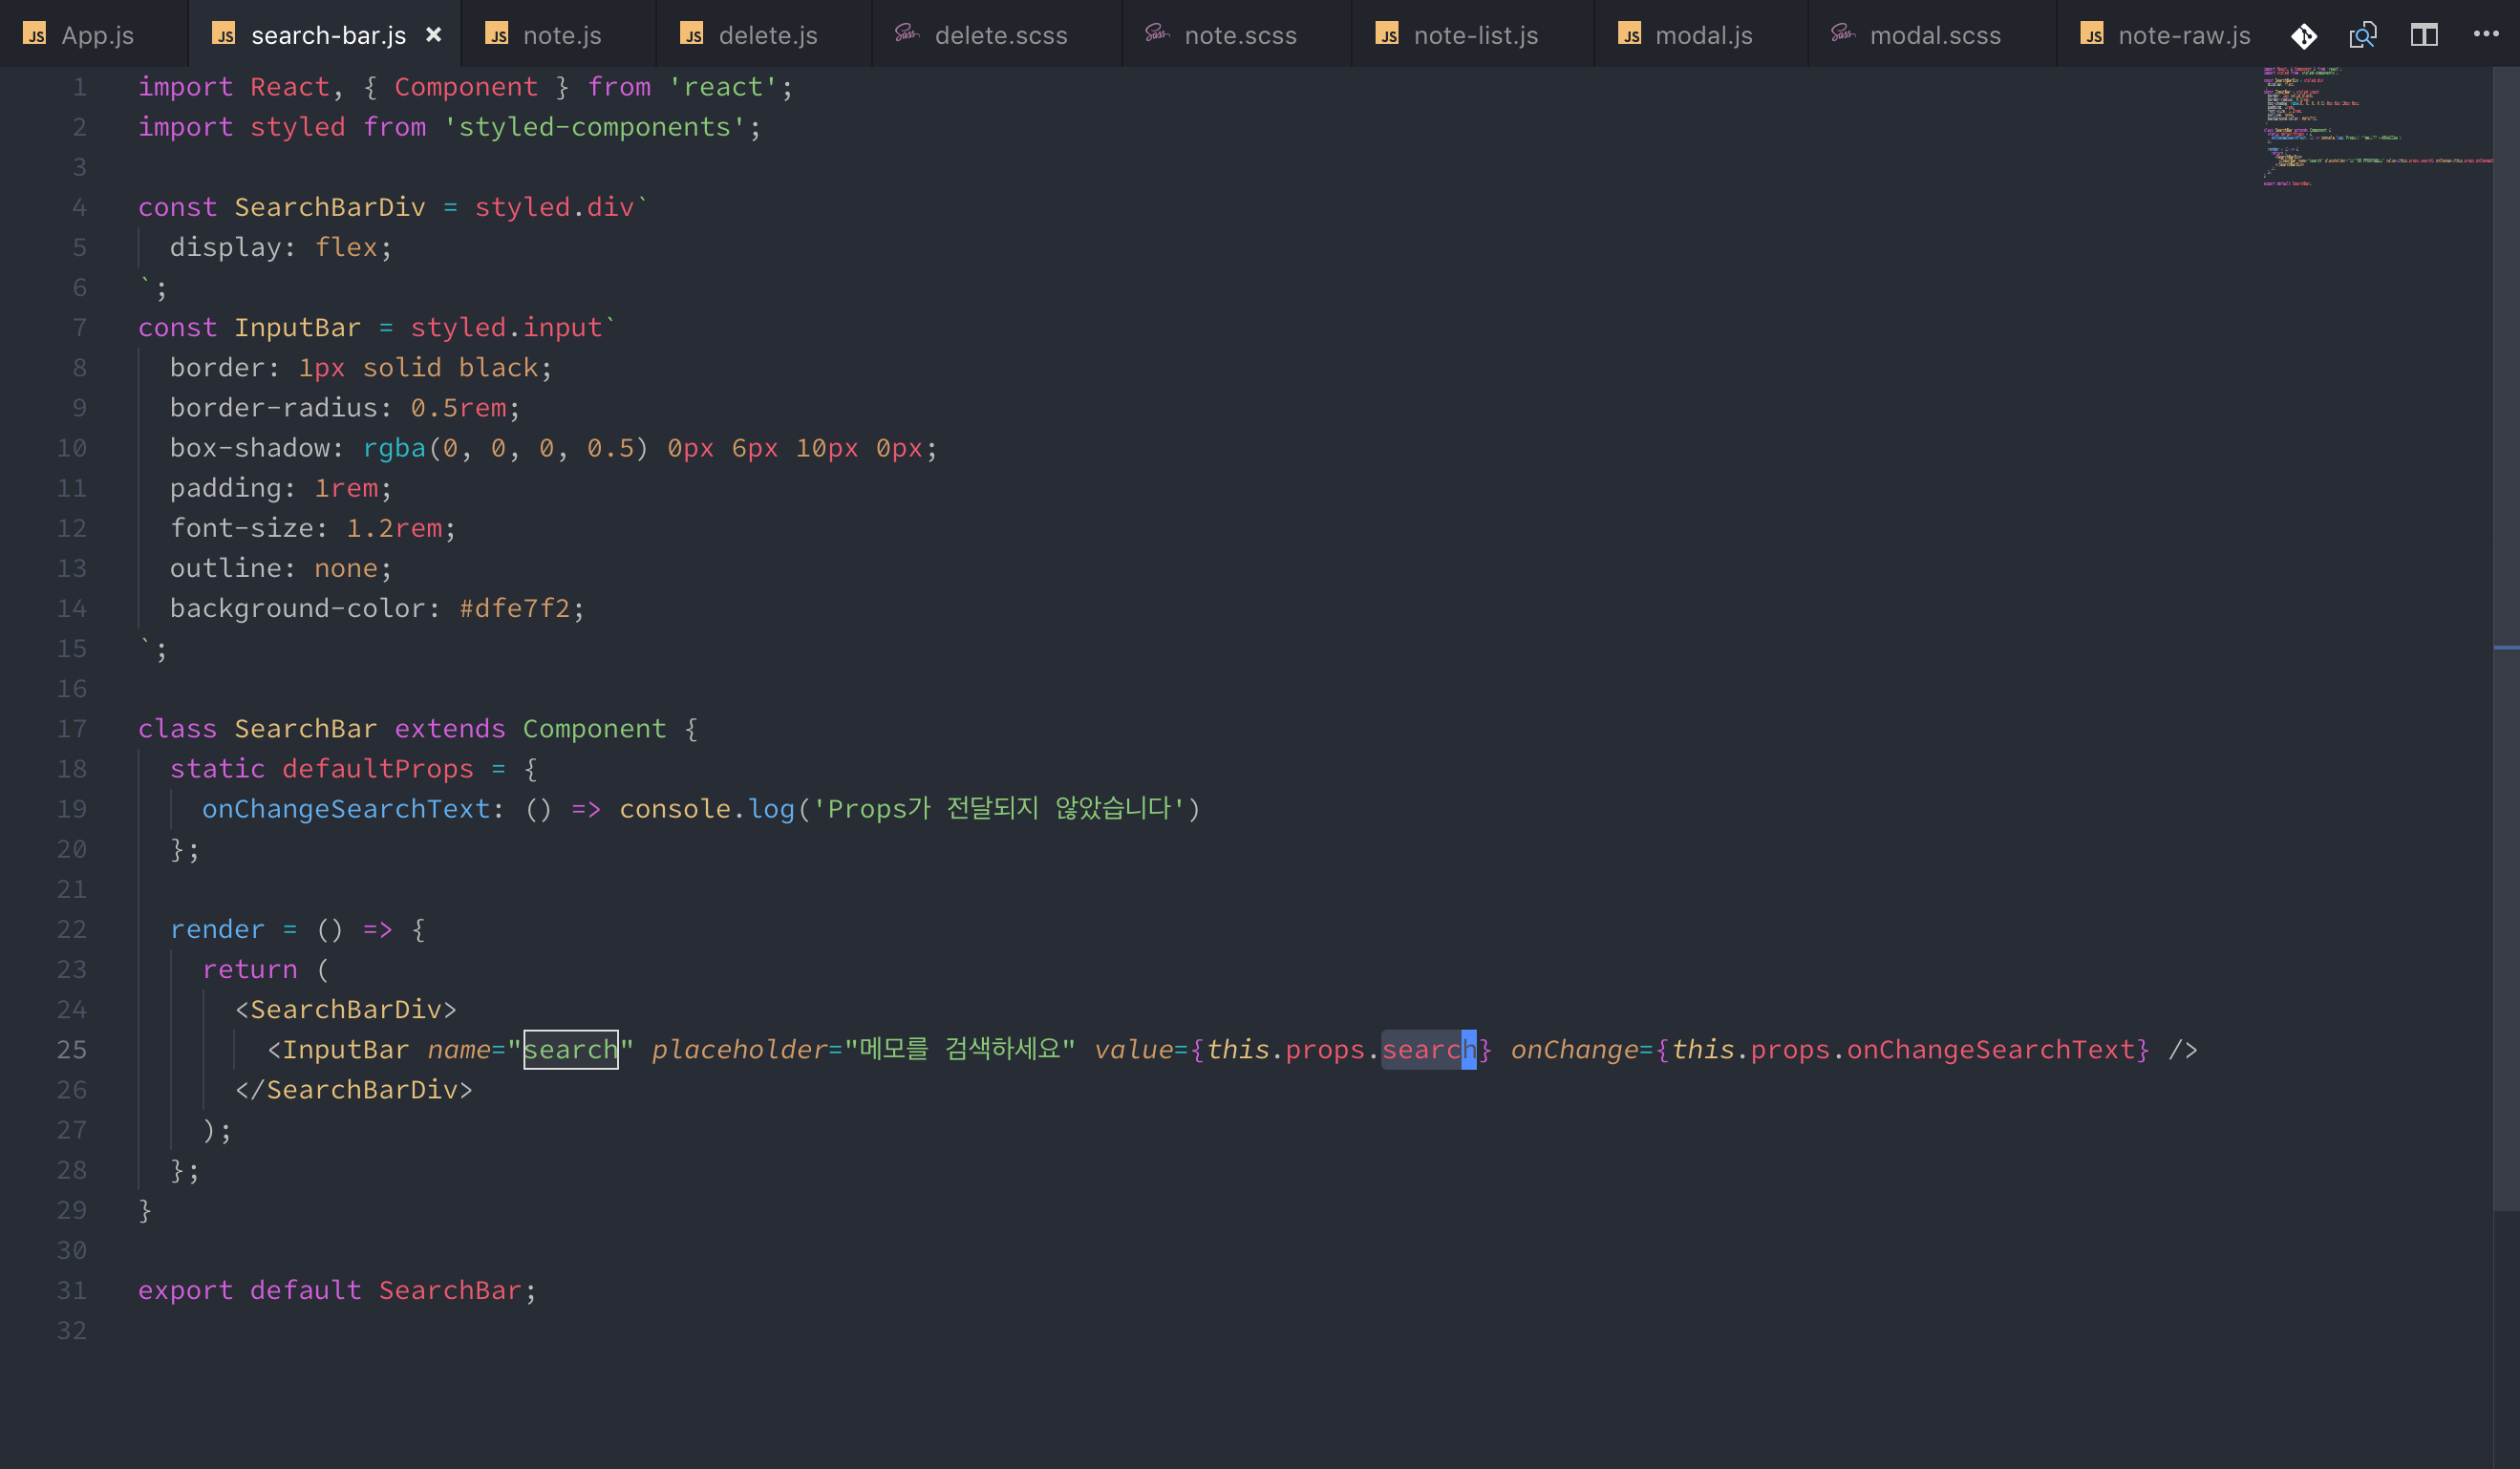 JS App.js JS search-bar.js × JS note.js JS delete.js Sass delete.scss Sass note.scss JS note-list.js JS modal.js Sass modal.scss JS note-raw.js
1 import React, { Component } from 'react';
2 import styled from 'styled-components';
3
4 const SearchBarDiv = styled.div`
5 display: flex;
6 `;
7 const InputBar = styled.input`
8 border: 1px solid black;
9 border-radius: 0.5rem;
10 box-shadow: rgba(0, 0, 0, 0.5) 0px 6px 10px 0px;
11 padding: 1rem;
12 font-size: 1.2rem;
13 outline: none;
14 background-color: #dfe7f2;
15 `;
16
17 class SearchBar extends Component {
18 static defaultProps = {
19 onChangeSearchText: () => console.log('Props가 전달되지 않았습니다')
20 };
21
22 render = () => {
23 return (
24 <SearchBarDiv>
25 <InputBar name="search" placeholder="메모를 검색하세요" value={this.props.search} onChange={this.props.onChangeSearchText} />
26 </SearchBarDiv>
27 );
28 };
29 }
30
31 export default SearchBar;
32